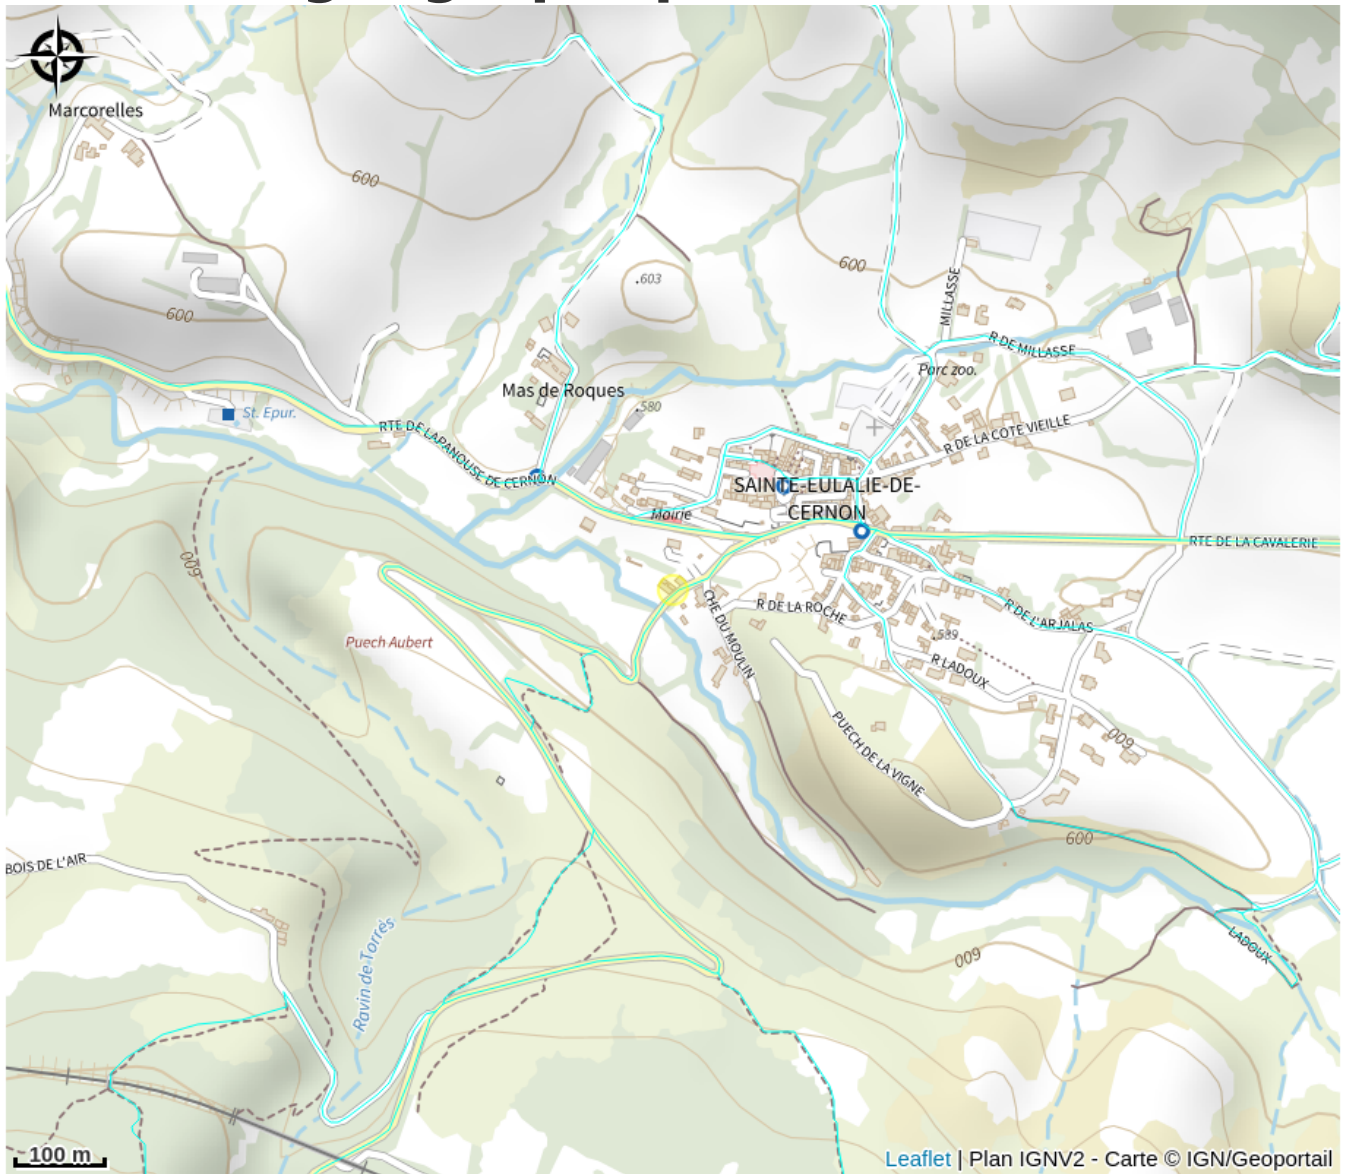 Marcorelles
600
600
600
.603
MILLASSE
R DE MILLASSE
Parc zoo.
Mas de Roques
.580
St. Epur.
RTE DE LAPANOUSE DE CERNON
R DE LA COTE VIEILLE
SAINTE-EULALIE-DE-
CERNON
Mairie
RTE DE LA CAVALERIE
600
CHE DU MOULIN
R DE LA ROCHE
R DE L'ARJALAS
.589
Puech Aubert
R LADOUX
PUECH DE LA VIGNE
600
600
BOIS DE L'AIR
Ravin de Torrès
LADOUX
600
100 m
Leaflet | Plan IGNV2 - Carte © IGN/Geoportail